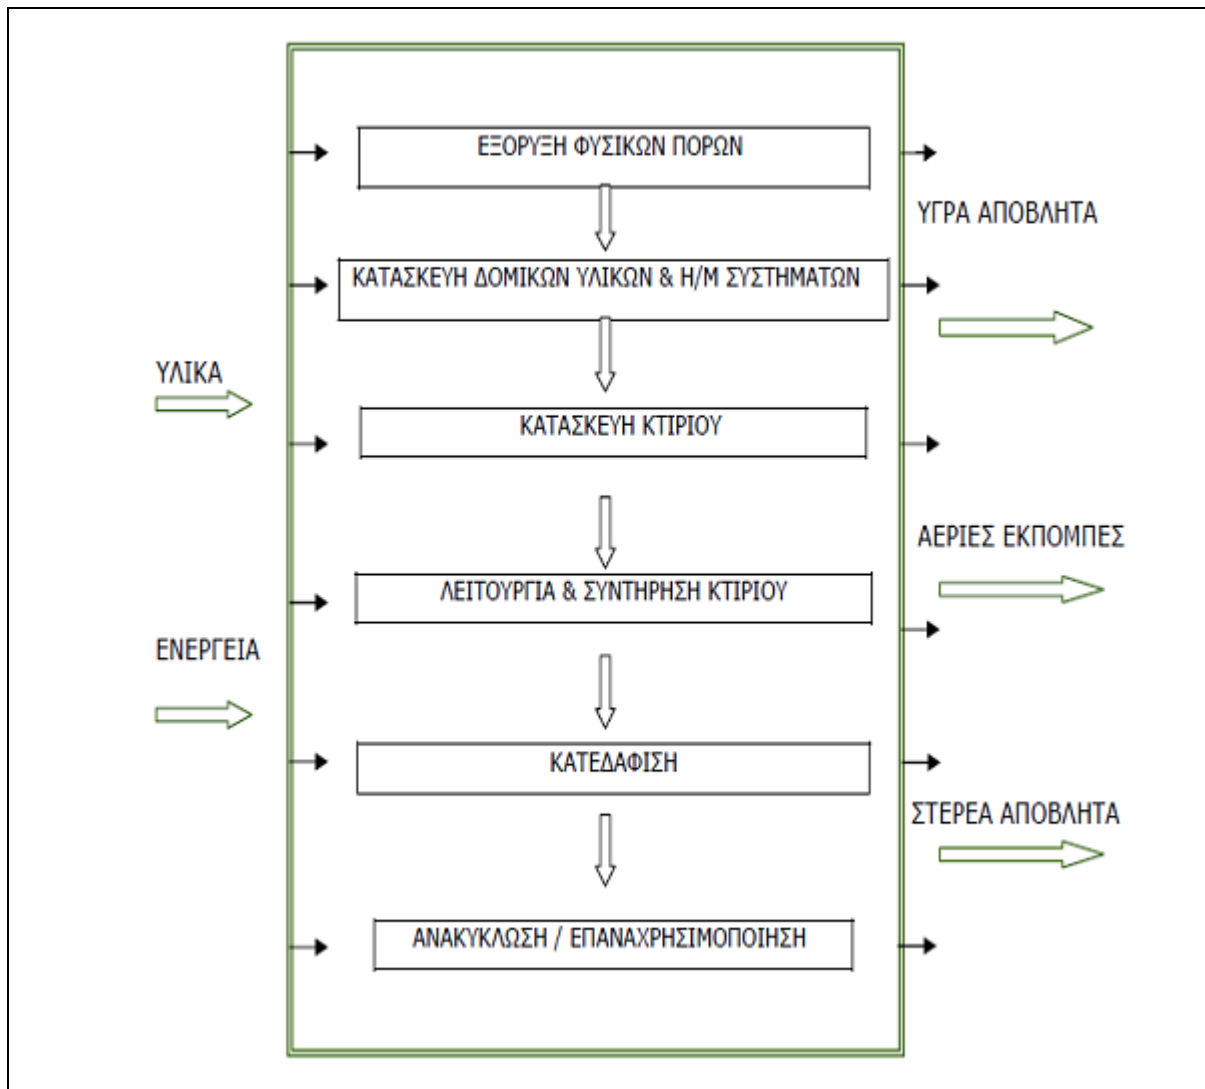 ΕΞΟΡΥΞΗ ΦΥΣΙΚΩΝ ΠΟΡΩΝ
ΥΓΡΑ ΑΠΟΒΛΗΤΑ
ΚΑΤΑΣΚΕΥΗ ΔΟΜΙΚΩΝ ΥΛΙΚΩΝ & Η/Μ ΣΥΣΤΗΜΑΤΩΝ
ΥΛΙΚΑ
ΚΑΤΑΣΚΕΥΗ ΚΤΙΡΙΟΥ
ΑΕΡΙΕΣ ΕΚΠΟΜΠΕΣ
ΛΕΙΤΟΥΡΓΙΑ & ΣΥΝΤΗΡΗΣΗ ΚΤΙΡΙΟΥ
ΕΝΕΡΓΕΙΑ
ΚΑΤΕΔΑΦΙΣΗ
ΣΤΕΡΕΑ ΑΠΟΒΛΗΤΑ
ΑΝΑΚΥΚΛΩΣΗ / ΕΠΑΝΑΧΡΗΣΙΜΟΠΟΙΗΣΗ